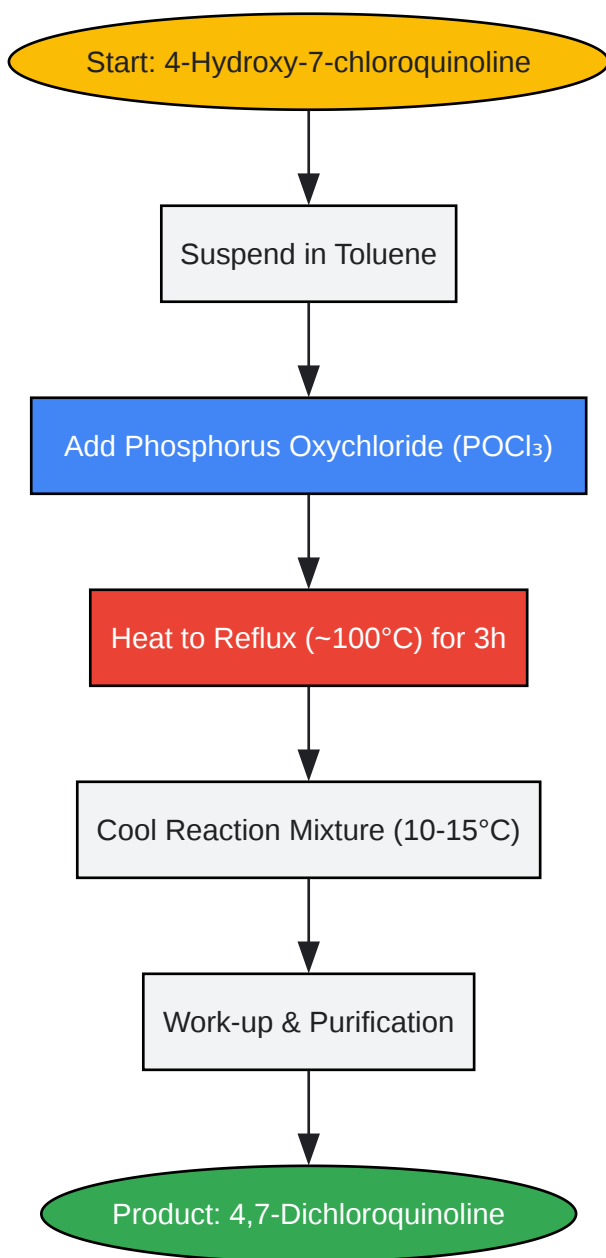 Start: 4-Hydroxy-7-chloroquinoline
Suspend in Toluene
Add Phosphorus Oxychloride (POCl₃)
Heat to Reflux (~100°C) for 3h
Cool Reaction Mixture (10-15°C)
Work-up & Purification
Product: 4,7-Dichloroquinoline